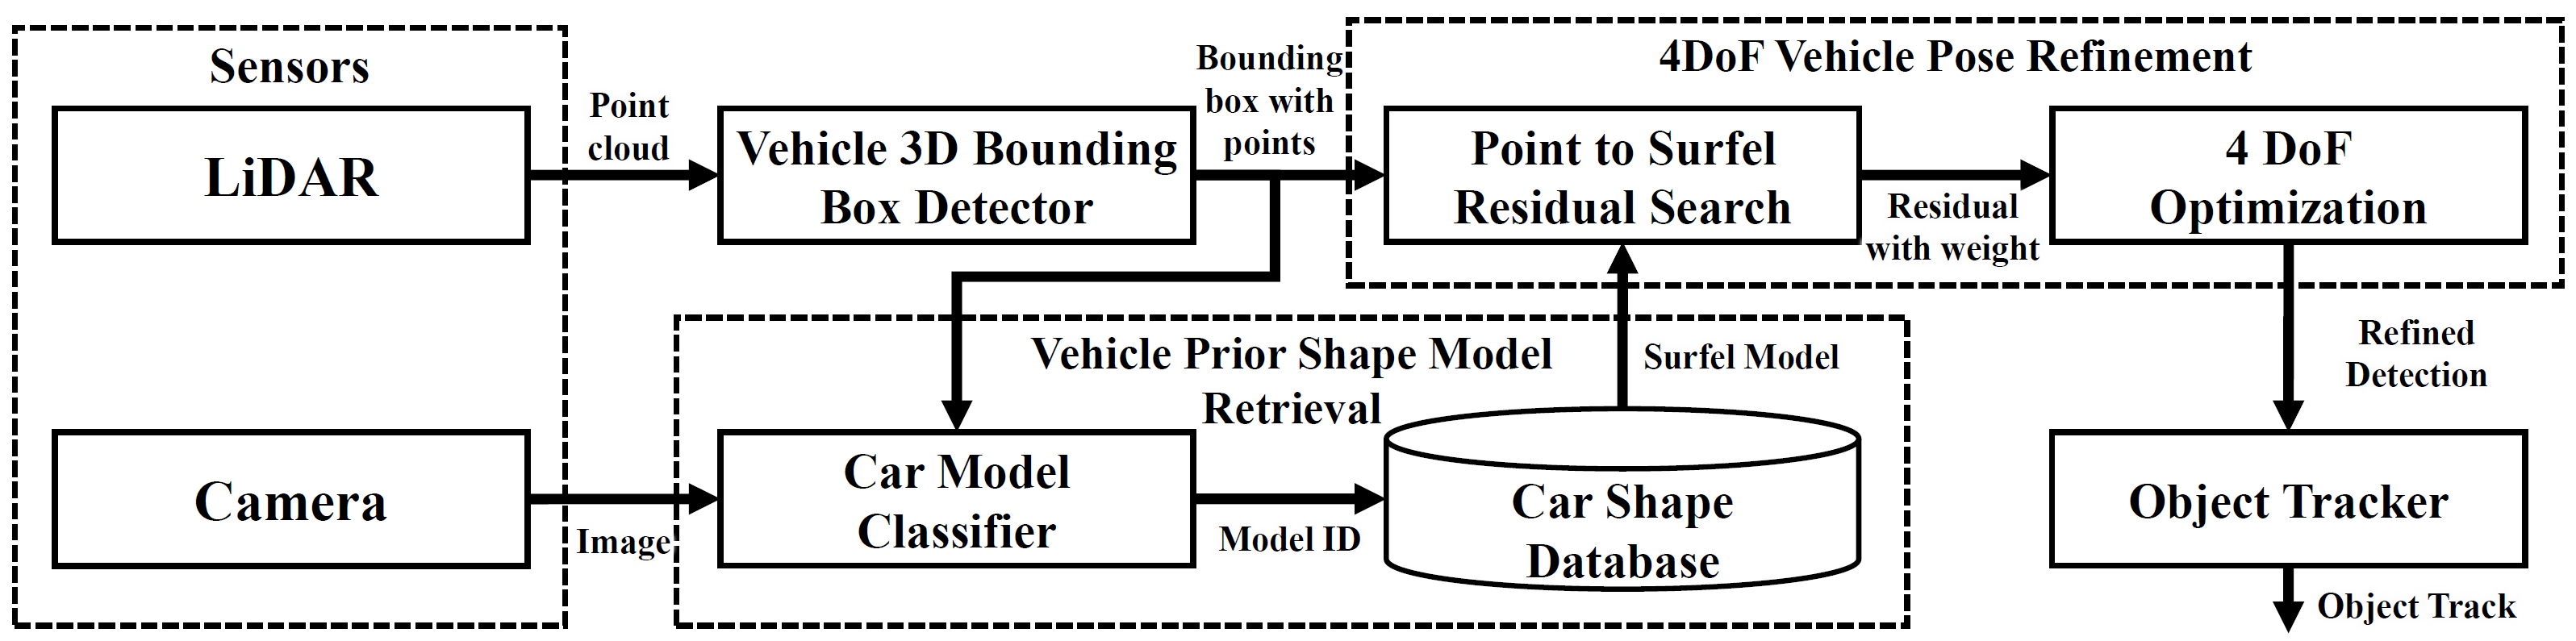 Sensors
LiDAR
Camera
Point
cloud
Image
Vehicle 3D Bounding
Box Detector
Bounding
box with
points
4DoF Vehicle Pose Refinement
Point to Surfel
Residual Search
Residual
with weight
4 DoF
Optimization
Vehicle Prior Shape Model
Retrieval
Car Model
Classifier
Model ID
Car Shape
Database
Surfel Model
Refined
Detection
Object Tracker
Object Track